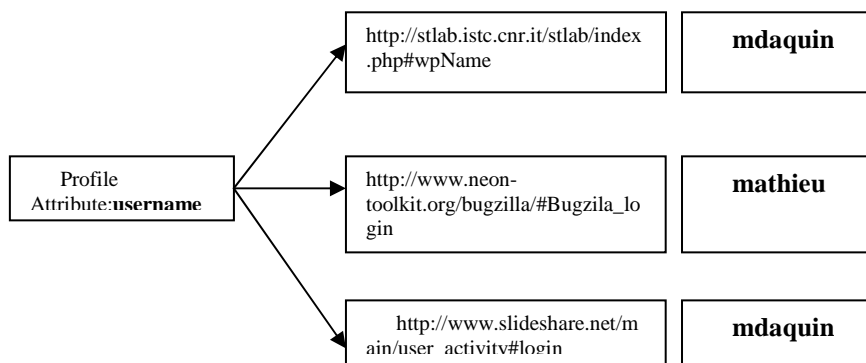 http://stlab.istc.cnr.it/stlab/index
.php#wpName
mdaquin
Profile
Attribute:username
http://www.neon-
toolkit.org/bugzilla/#Bugzila_lo
gin
mathieu
http://www.slideshare.net/m
ain/user_activity#login
mdaquin